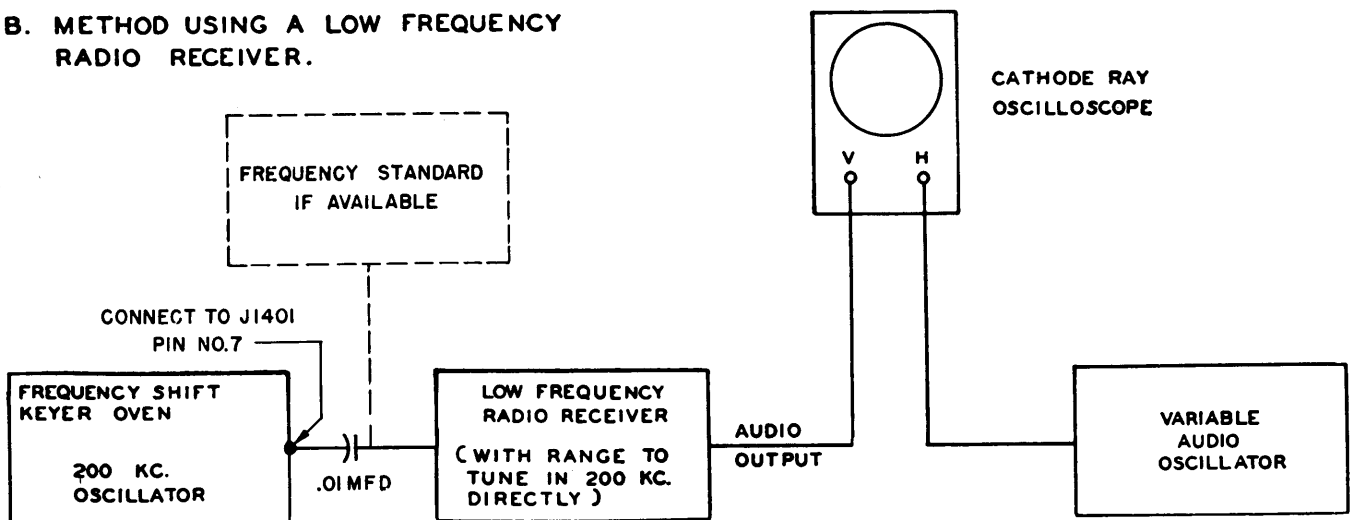 B. METHOD USING A LOW FREQUENCY
RADIO RECEIVER.
CATHODE RAY
OSCILLOSCOPE
V H
FREQUENCY STANDARD
IF AVAILABLE
CONNECT TO J1401
PIN NO.7
FREQUENCY SHIFT
KEYER OVEN
200 KC.
OSCILLATOR
.01MFD
LOW FREQUENCY
RADIO RECEIVER
(WITH RANGE TO
TUNE IN 200 KC.
DIRECTLY)
AUDIO
OUTPUT
VARIABLE
AUDIO
OSCILLATOR